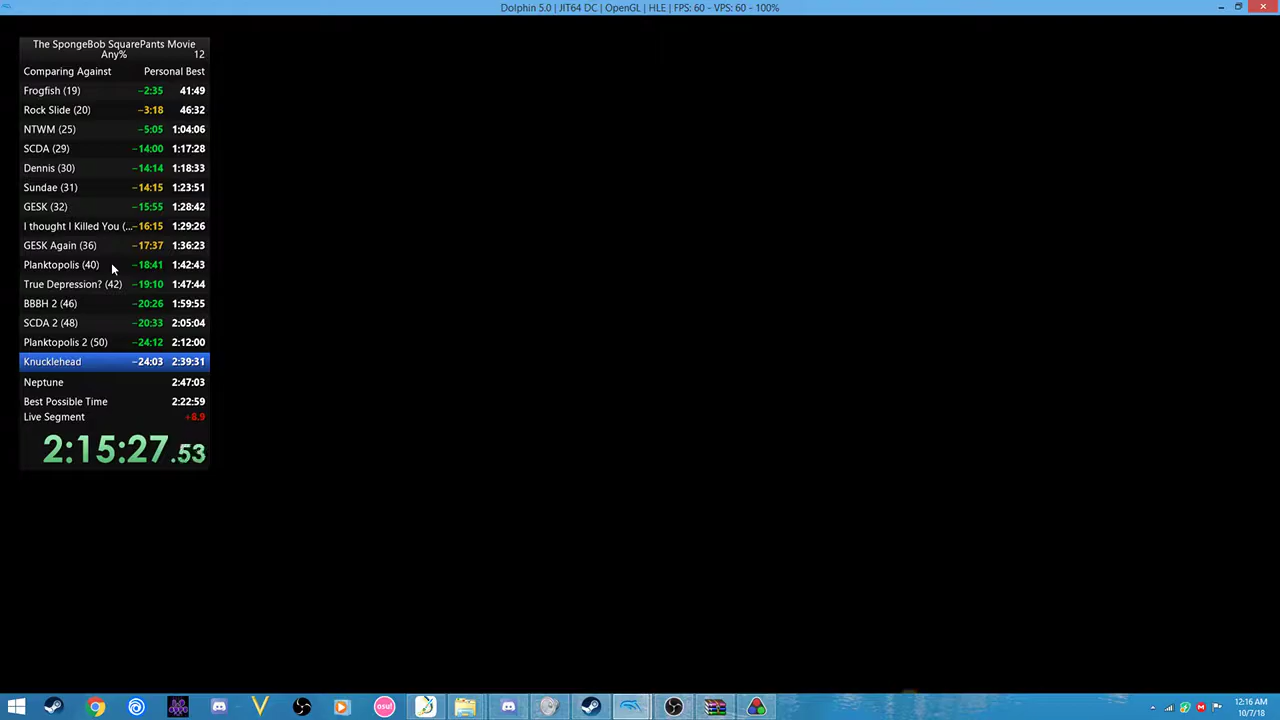 Dolphin 5.0 | JIT64 DC | OpenGL | HLE | FPS: 60 - VPS: 60 - 100%
The SpongeBob SquarePants Movie
Any% 12
Comparing Against Personal Best
Frogfish (19) −2:35 41:49
Rock Slide (20) −3:18 46:32
NTWM (25) −5:05 1:04:06
SCDA (29) −14:00 1:17:28
Dennis (30) −14:14 1:18:33
Sundae (31) −14:15 1:23:51
GESK (32) −15:55 1:28:42
I thought I Killed You (... −16:15 1:29:26
GESK Again (36) −17:37 1:36:23
Planktopolis (40) −18:41 1:42:43
True Depression? (42) −19:10 1:47:44
BBBH 2 (46) −20:26 1:59:55
SCDA 2 (48) −20:33 2:05:04
Planktopolis 2 (50) −24:12 2:12:00
Knucklehead −24:03 2:39:31
Neptune 2:47:03
Best Possible Time 2:22:59
Live Segment +8.9
2:15:27.53
osu!
12:16 AM
10/7/18